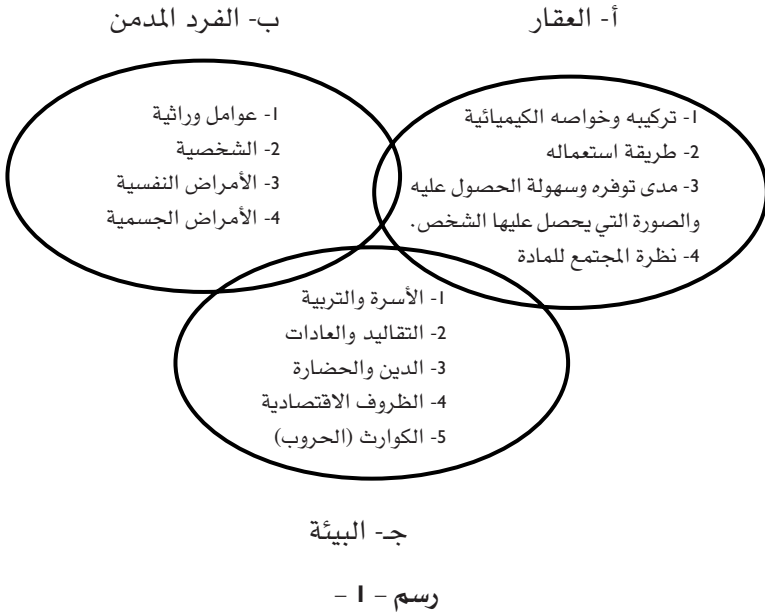 أ- العقار
ب- الفرد المدمن
1- تركيبه وخواصه الكيميائية
2- طريقة استعماله
3- مدى توفره وسهولة الحصول عليه
والصورة التي يحصل عليها الشخص.
4- نظرة المجتمع للمادة
1- عوامل وراثية
2- الشخصية
3- الأمراض النفسية
4- الأمراض الجسمية
1- الأسرة والتربية
2- التقاليد والعادات
3- الدين والحضارة
4- الظروف الاقتصادية
5- الكوارث (الحروب)
جـ- البيئة
رسم - 1 -